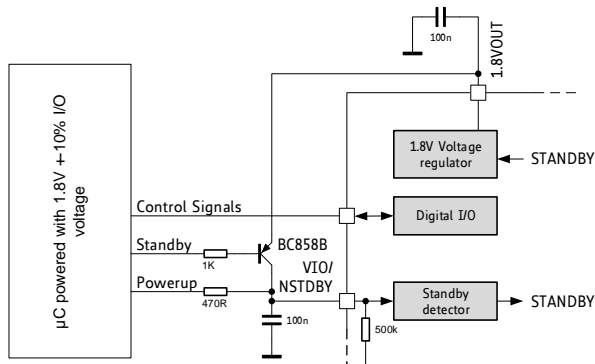 100n
1.8VOUT
µC powered with 1.8V +10% I/O
voltage
1.8V Voltage
regulator
STANDBY
Control Signals
Digital I/O
Standby
1K
BC858B
VIO/
NSTDBY
Powerup
470R
100n
Standby
detector
STANDBY
500k